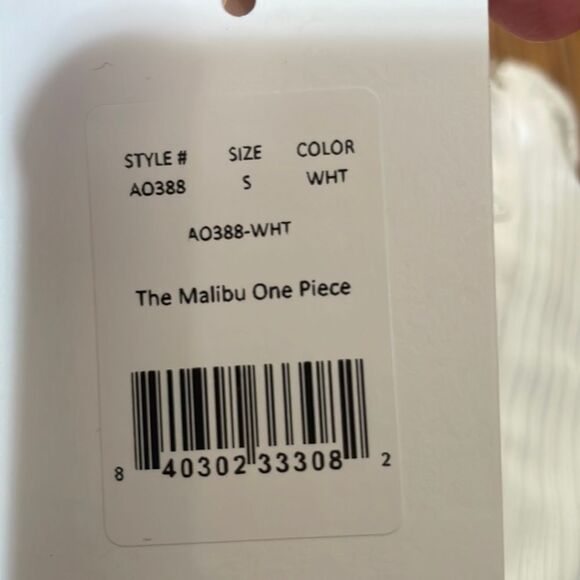 STYLE # SIZE COLOR
AO388 S WHT
AO388-WHT
The Malibu One Piece
8 40302 33308 2